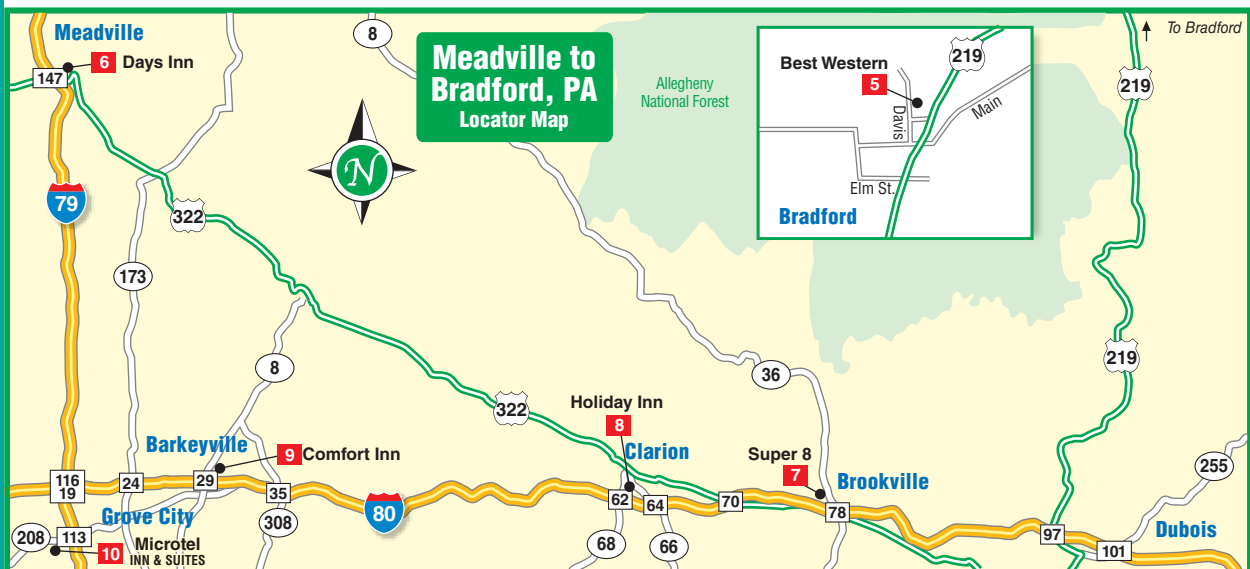 Meadville to
Bradford, PA
Locator Map
N
Meadville
6 Days Inn
147
79
322
173
8
8
Allegheny
National Forest
Best Western
5
219
Davis
Main
Elm St.
Bradford
To Bradford
219
219
36
322
Holiday Inn
8
Clarion
Super 8
7
Brookville
Barkeyville
9 Comfort Inn
116
19
24
29
35
80
62
64
70
78
97
101
255
Dubois
Grove City
208
113
10 Microtel
INN & SUITES
308
68
66